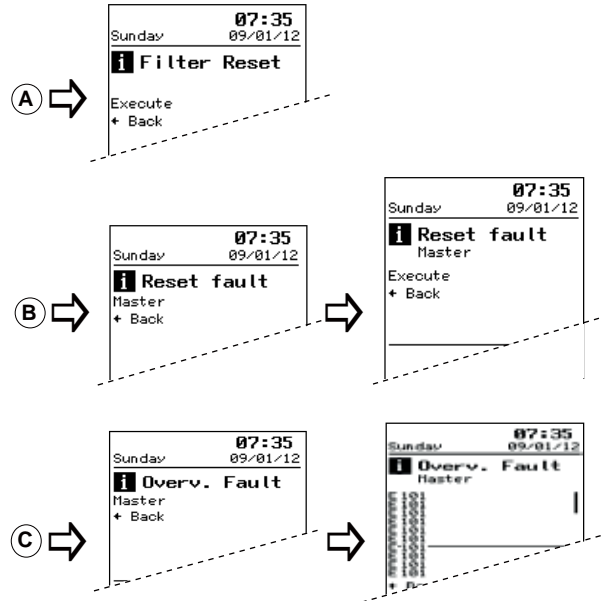 07:35
Sunday 09/01/12
i Filter Reset
A
Execute
← Back
07:35
Sunday 09/01/12
i Reset fault
Master
← Back
B
07:35
Sunday 09/01/12
i Reset fault
Master
Execute
← Back
07:35
Sunday 09/01/12
i Overv. Fault
Master
← Back
C
07:35
Sunday 09/01/12
i Overv. Fault
Master